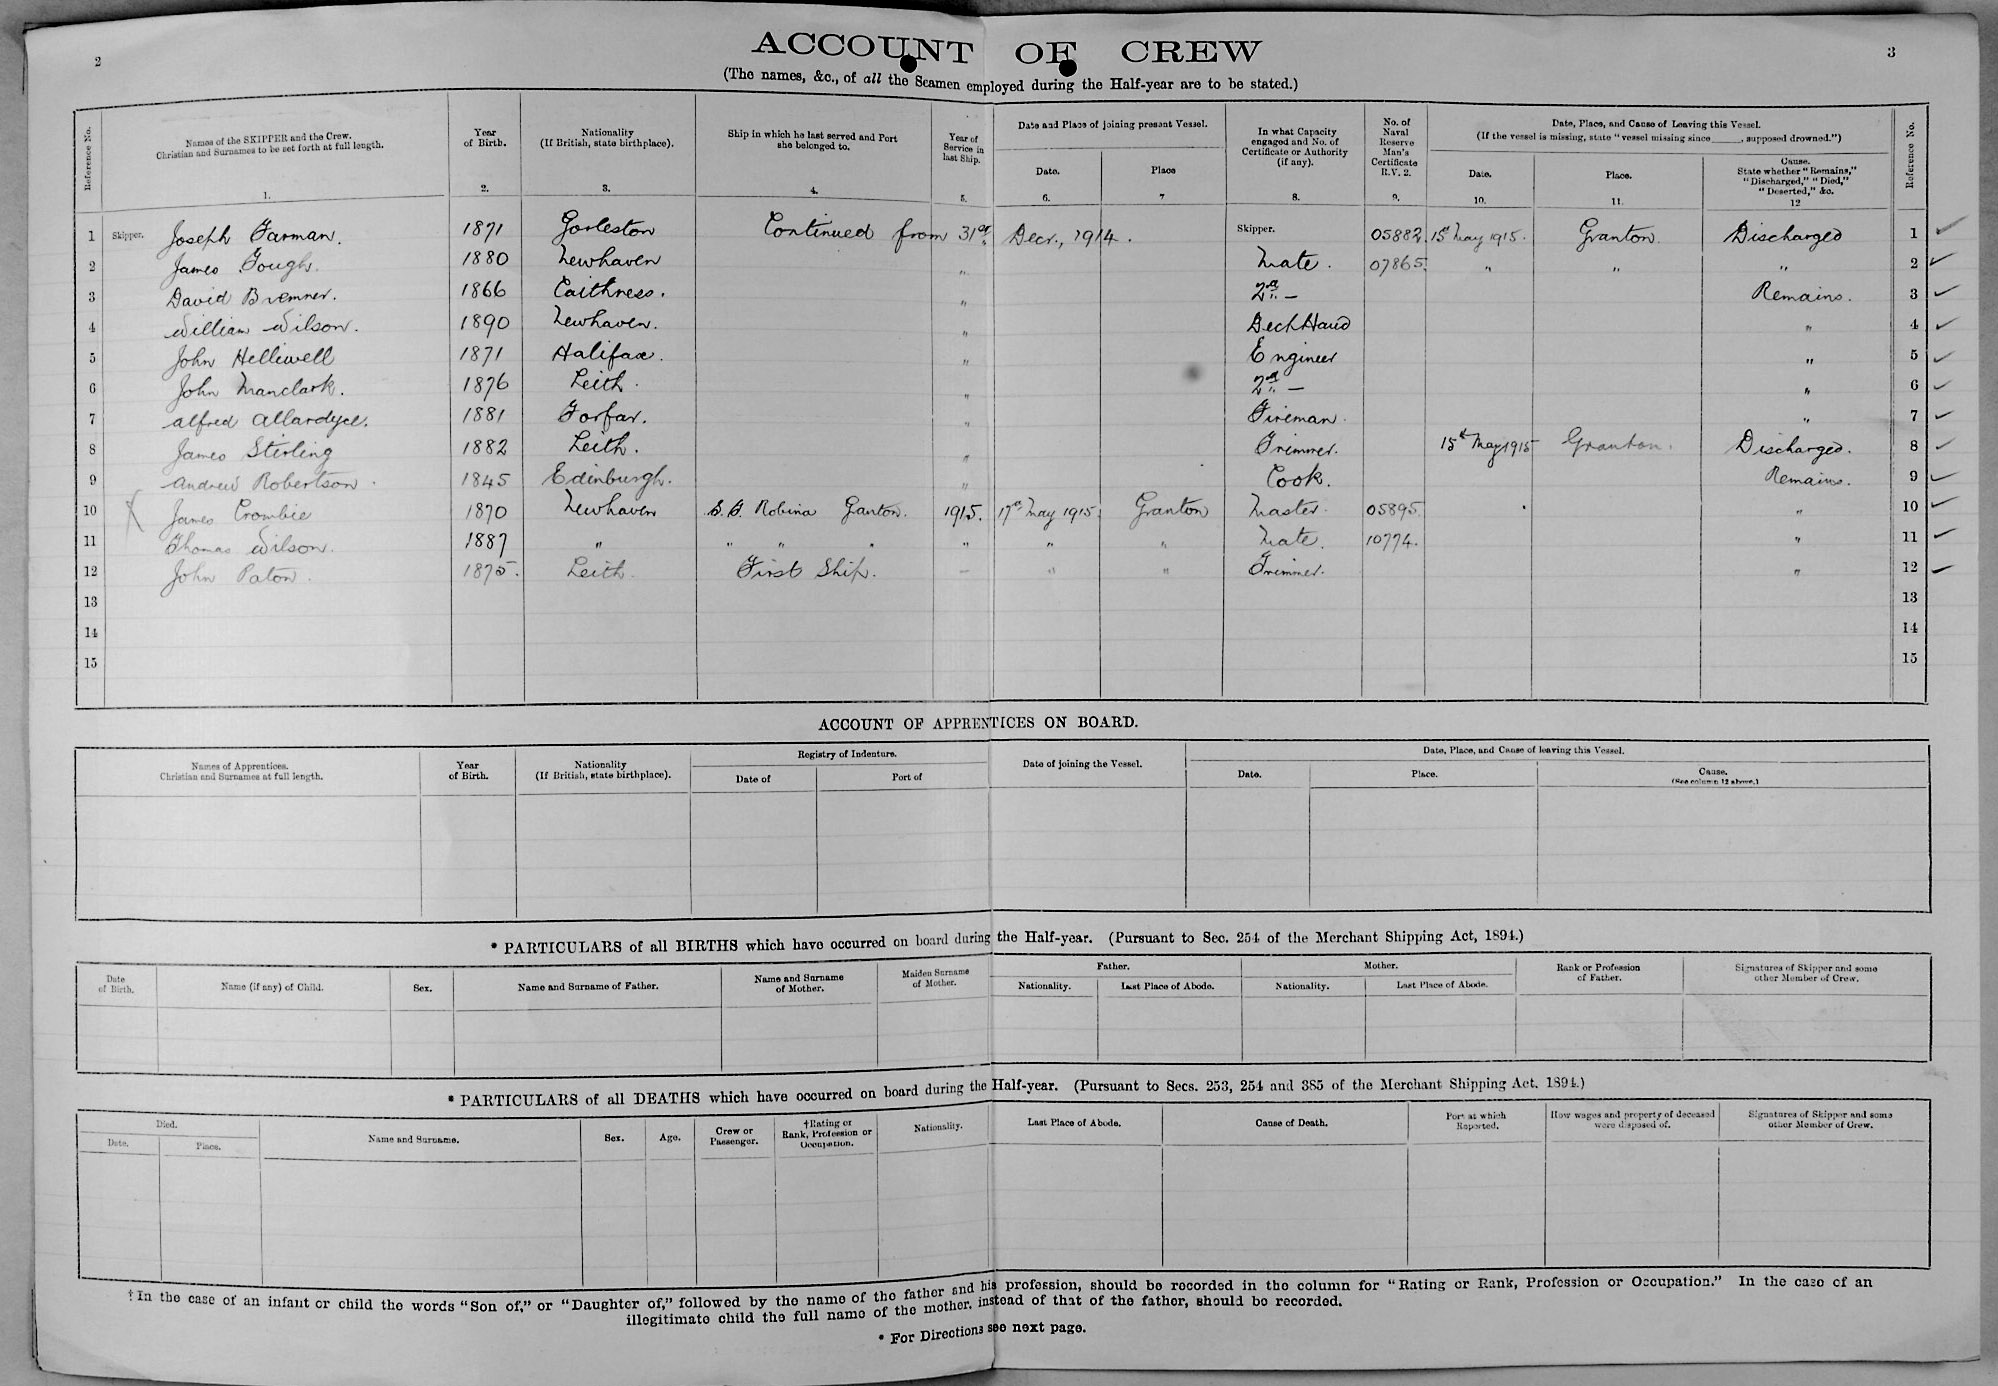 2
ACCOUNT OF CREW
3
(The names, &c., of all the Seamen employed during the Half-year are to be stated.)
Reference No.
Names of the SKIPPER and the Crew.
Christian and Surnames to be set forth at full length.
1.
Year
of Birth.
2.
Nationality
(If British, state birthplace).
3.
Ship in which he last served and Port
she belonged to.
4.
Year of
Service in
last Ship.
5.
Date and Place of joining present Vessel.
Date.
6.
Place
7
In what Capacity
engaged and No. of
Certificate or Authority
(if any).
8.
No. of
Naval
Reserve
Man's
Certificate
R.V. 2.
9.
Date, Place, and Cause of Leaving this Vessel.
(If the vessel is missing, state "vessel missing since ______, supposed drowned.")
Date.
10.
Place.
11.
Cause.
State whether "Remains,"
"Discharged," "Died,"
"Deserted," &c.
12
Reference No.
1 Skipper. Joseph Farman. 1871 Gorleston Continued from 31st Decr., 1914. Skipper. 05882. 15th May 1915. Granton. Discharged 1
2 James Gough. 1880 Newhaven " Mate. 07865. " " " 2
3 David Bremner. 1866 Caithness. " 2nd — Remains. 3
4 William Wilson. 1890 Newhaven. " Deck Hand " 4
5 John Helliwell 1871 Halifax. " Engineer " 5
6 John Manclark. 1876 Leith. " 2nd — " 6
7 Alfred Allardyce. 1881 Forfar. " Fireman. " 7
8 James Stirling 1882 Leith. " Trimmer. 15th May 1915 Granton. Discharged. 8
9 Andrew Robertson. 1845 Edinburgh. " Cook. Remains. 9
10 James Crombie 1870 Newhaven S.S. Robina Granton. 1915. 17th May 1915. Granton Master 05895. " 10
11 Thomas Wilson. 1887 " " " " " " " Mate. 10774. " 11
12 John Paton. 1875. Leith. First Ship. — " " Trimmer. " 12
13 13
14 14
15 15
ACCOUNT OF APPRENTICES ON BOARD.
Names of Apprentices.
Christian and Surnames at full length.
Year
of Birth.
Nationality
(If British, state birthplace).
Registry of Indenture.
Date of
Port of
Date of joining the Vessel.
Date, Place, and Cause of leaving this Vessel.
Date.
Place.
Cause.
(See column 12 above.)
* PARTICULARS of all BIRTHS which have occurred on board during the Half-year. (Pursuant to Sec. 254 of the Merchant Shipping Act, 1894.)
Date
of Birth.
Name (if any) of Child.
Sex.
Name and Surname of Father.
Name and Surname
of Mother.
Maiden Surname
of Mother.
Father.
Nationality.
Last Place of Abode.
Mother.
Nationality.
Last Place of Abode.
Rank or Profession
of Father.
Signatures of Skipper and some
other Member of Crew.
* PARTICULARS of all DEATHS which have occurred on board during the Half-year. (Pursuant to Secs. 253, 254 and 385 of the Merchant Shipping Act. 1894.)
Died.
Date.
Place.
Name and Surname.
Sex.
Age.
Crew or
Passenger.
†Rating or
Rank, Profession or
Occupation.
Nationality.
Last Place of Abode.
Cause of Death.
Port at which
Reported.
How wages and property of deceased
were disposed of.
Signatures of Skipper and some
other Member of Crew.
†In the case of an infant or child the words "Son of," or "Daughter of," followed by the name of the father and his profession, should be recorded in the column for "Rating or Rank, Profession or Occupation." In the case of an
illegitimate child the full name of the mother, instead of that of the father, should be recorded.
* For Directions see next page.